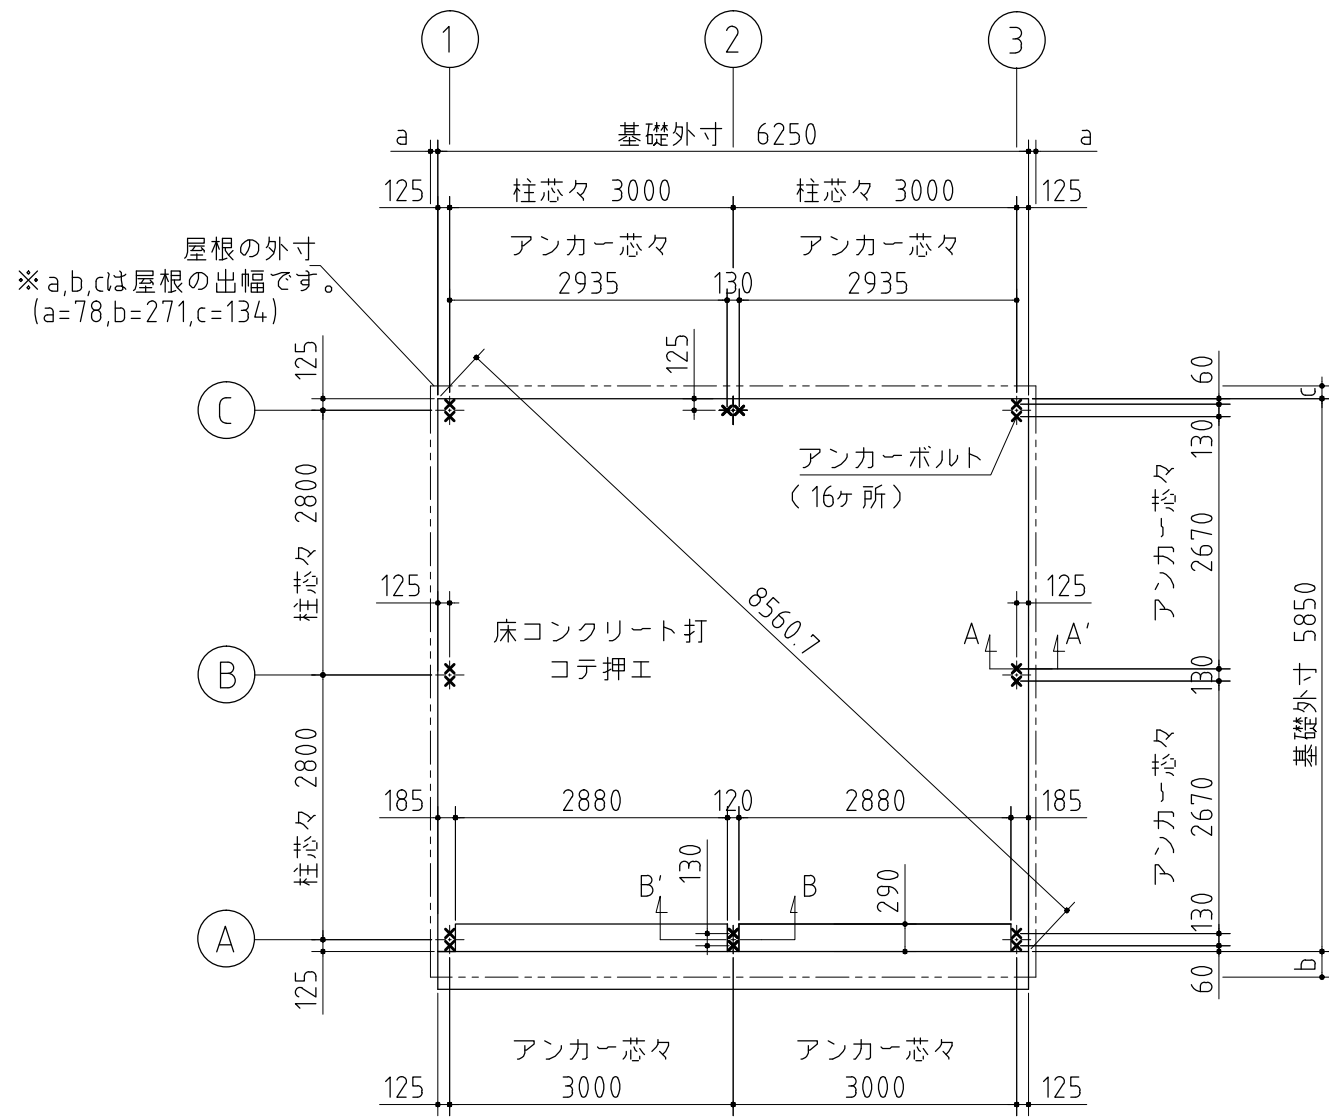 1
2
3
a
基礎外寸 6250
a
125
柱芯々 3000
柱芯々 3000
125
アンカー芯々
2935
130
アンカー芯々
2935
屋根の外寸
※a,b,cは屋根の出幅です。
(a=78,b=271,c=134)
125
125
60
c
C
アンカーボルト
(16ヶ所)
130
柱芯々 2800
アンカー芯々
2670
125
125
8560.7
床コンクリート打
コテ押エ
A
A'
B
130
基礎外寸 5850
柱芯々 2800
アンカー芯々
2670
185
2880
120
2880
185
130
B'
B
290
130
A
125
60
b
アンカー芯々
アンカー芯々
125
3000
3000
125